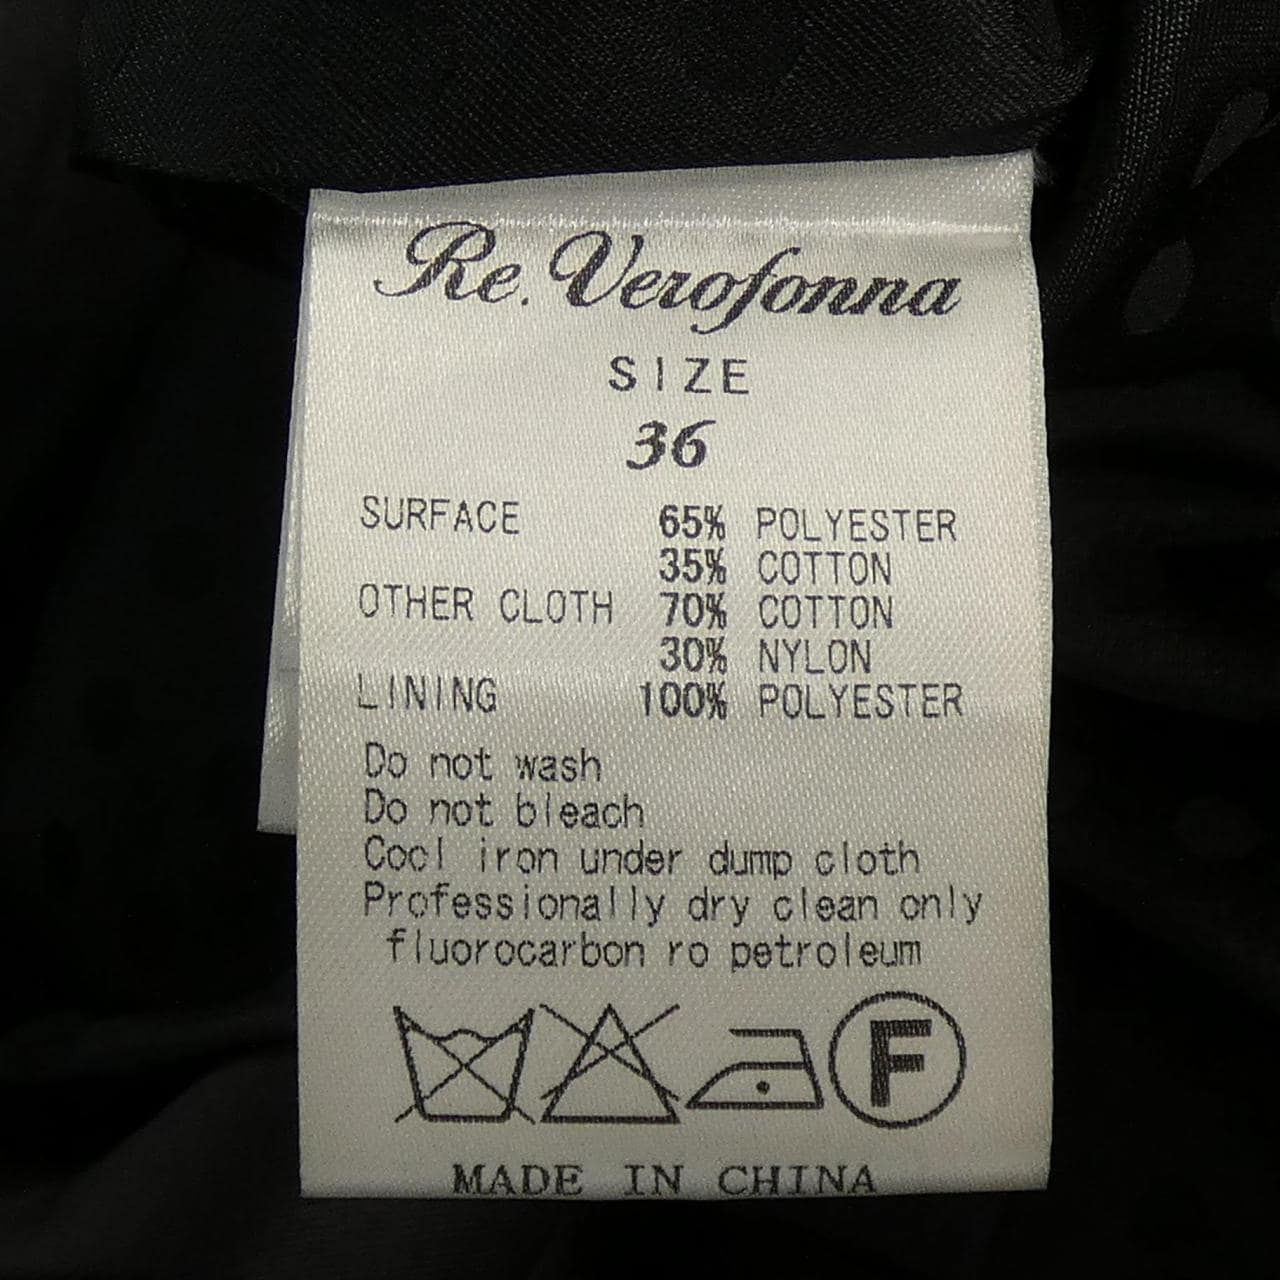 Re. Verofonna
SIZE
36
SURFACE 65% POLYESTER
35% COTTON
OTHER CLOTH 70% COTTON
30% NYLON
LINING 100% POLYESTER
Do not wash
Do not bleach
Cool iron under dump cloth
Professionally dry clean only
fluorocarbon ro petroleum
F
MADE IN CHINA